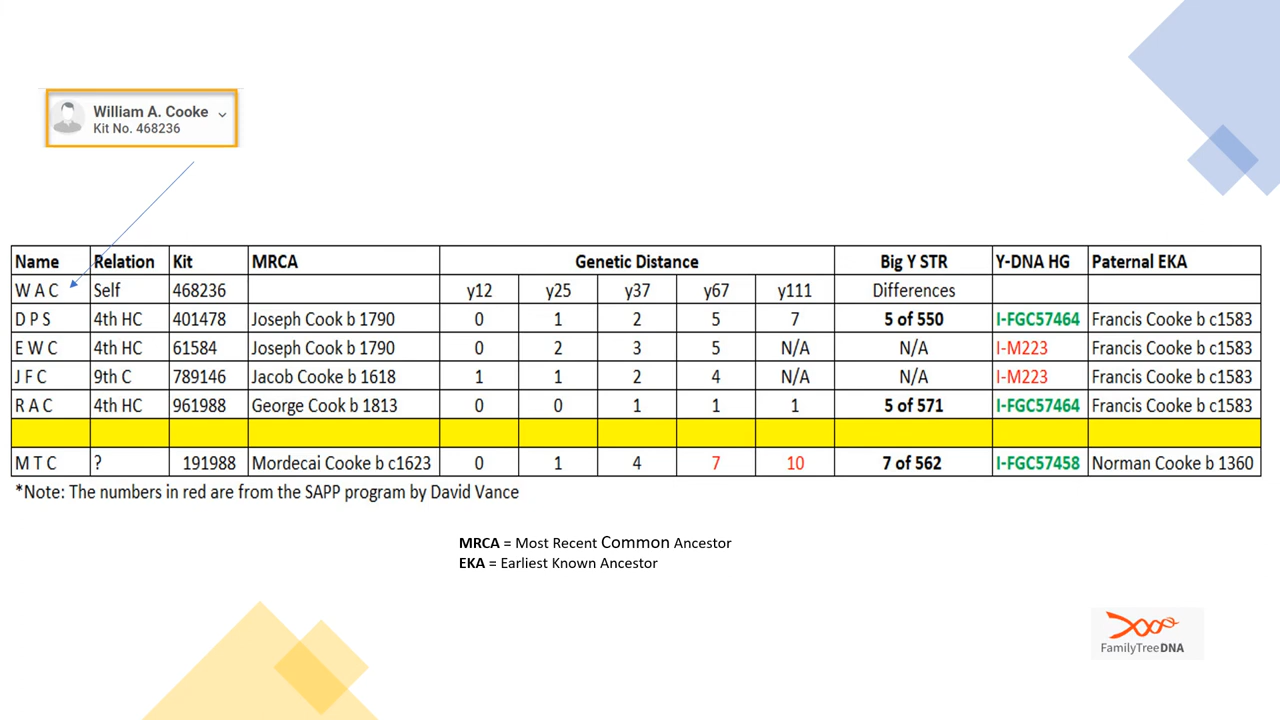 William A. Cooke
Kit No. 468236
Name Relation Kit MRCA Genetic Distance Big Y STR Y-DNA HG Paternal EKA
W A C Self 468236 y12 y25 y37 y67 y111 Differences
D P S 4th HC 401478 Joseph Cook b 1790 0 1 2 5 7 5 of 550 I-FGC57464 Francis Cooke b c1583
E W C 4th HC 61584 Joseph Cook b 1790 0 2 3 5 N/A N/A I-M223 Francis Cooke b c1583
J F C 9th C 789146 Jacob Cooke b 1618 1 1 2 4 N/A N/A I-M223 Francis Cooke b c1583
R A C 4th HC 961988 George Cook b 1813 0 0 1 1 1 5 of 571 I-FGC57464 Francis Cooke b c1583
M T C ? 191988 Mordecai Cooke b c1623 0 1 4 7 10 7 of 562 I-FGC57458 Norman Cooke b 1360
*Note: The numbers in red are from the SAPP program by David Vance
MRCA = Most Recent Common Ancestor
EKA = Earliest Known Ancestor
FamilyTreeDNA